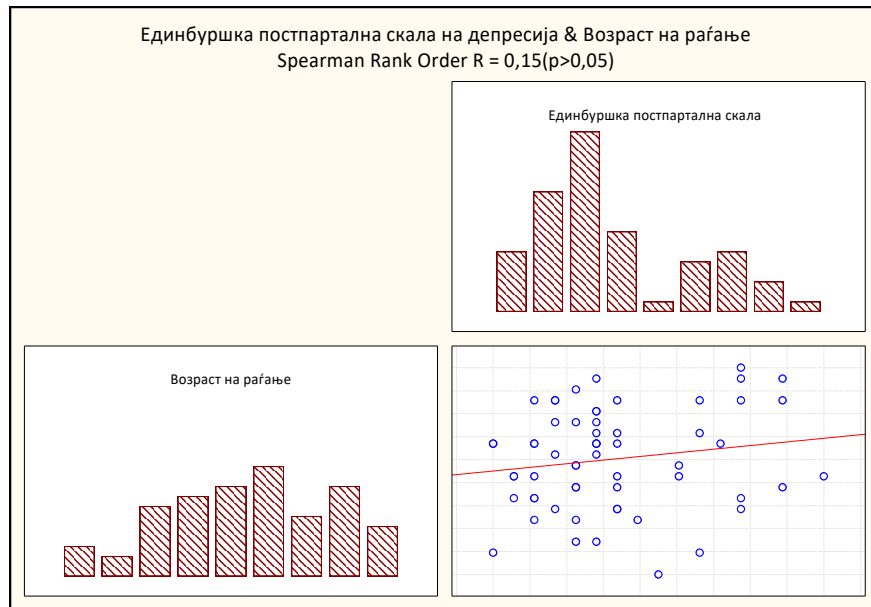 Единбуршка постпартална скала на депресија & Возраст на раѓање
Spearman Rank Order R = 0,15(p>0,05)
Единбуршка постпартална скала
Возраст на раѓање